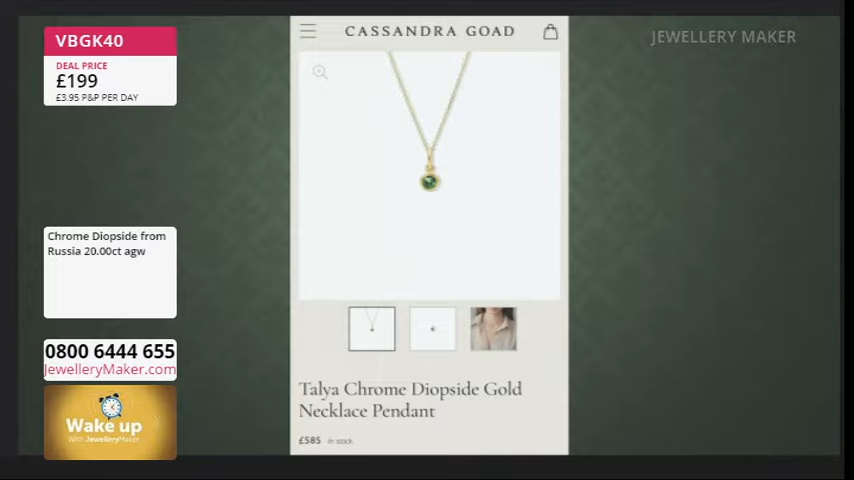 VBGK40
DEAL PRICE
£199
£3.95 P&P PER DAY
Chrome Diopside from
Russia 20.00ct agw
0800 6444 655
JewelleryMaker.com
Wake up
With JewelleryMaker
CASSANDRA GOAD
Talya Chrome Diopside Gold
Necklace Pendant
£585 in stock
JEWELLERY MAKER